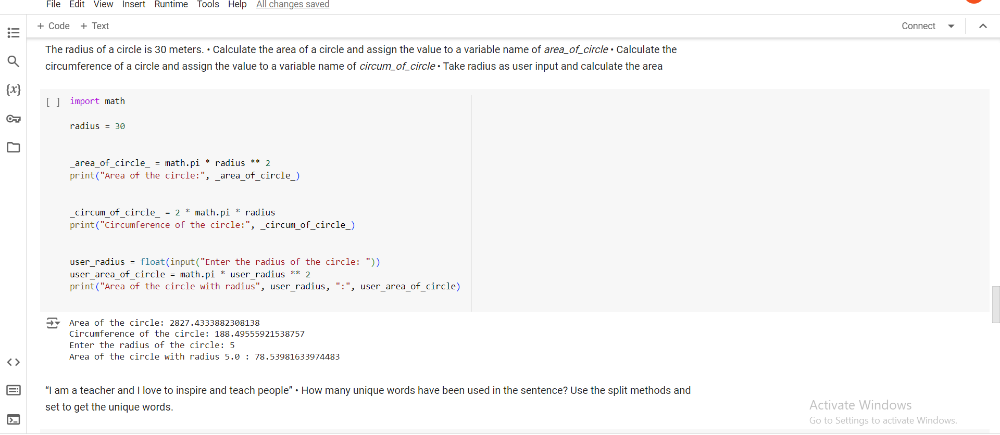 File Edit View Insert Runtime Tools Help All changes saved
+ Code + Text Connect
The radius of a circle is 30 meters. • Calculate the area of a circle and assign the value to a variable name of area_of_circle • Calculate the
circumference of a circle and assign the value to a variable name of circum_of_circle • Take radius as user input and calculate the area
{x}
[ ] import math
radius = 30
_area_of_circle_ = math.pi * radius ** 2
print("Area of the circle:", _area_of_circle_)
_circum_of_circle_ = 2 * math.pi * radius
print("Circumference of the circle:", _circum_of_circle_)
user_radius = float(input("Enter the radius of the circle: "))
user_area_of_circle = math.pi * user_radius ** 2
print("Area of the circle with radius", user_radius, ":", user_area_of_circle)
Area of the circle: 2827.4333882308138
Circumference of the circle: 188.49555921538757
Enter the radius of the circle: 5
Area of the circle with radius 5.0 : 78.53981633974483
“I am a teacher and I love to inspire and teach people” • How many unique words have been used in the sentence? Use the split methods and
set to get the unique words.
Activate Windows
Go to Settings to activate Windows.